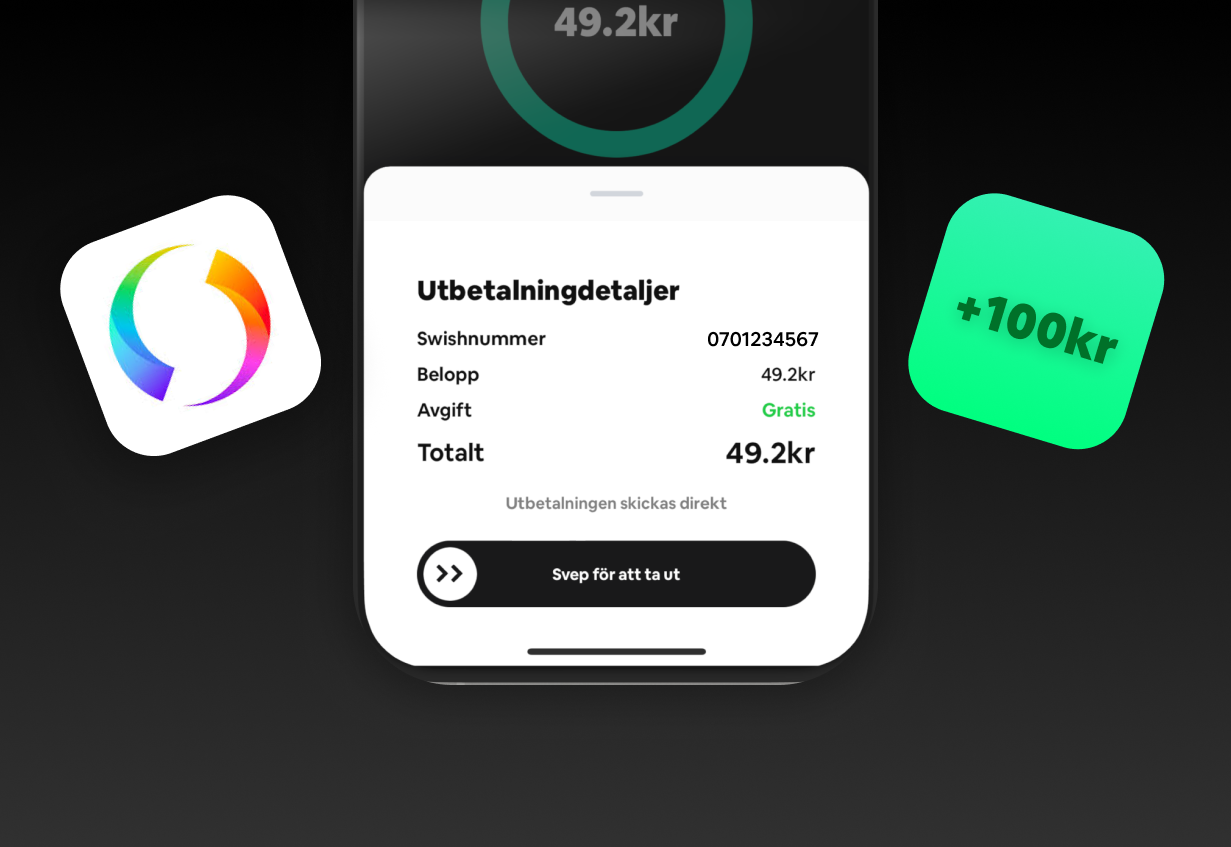 49.2kr
Utbetalningdetaljer
Swishnummer 0701234567
Belopp 49.2kr
Avgift Gratis
Totalt 49.2kr
Utbetalningen skickas direkt
Svep för att ta ut
+100kr